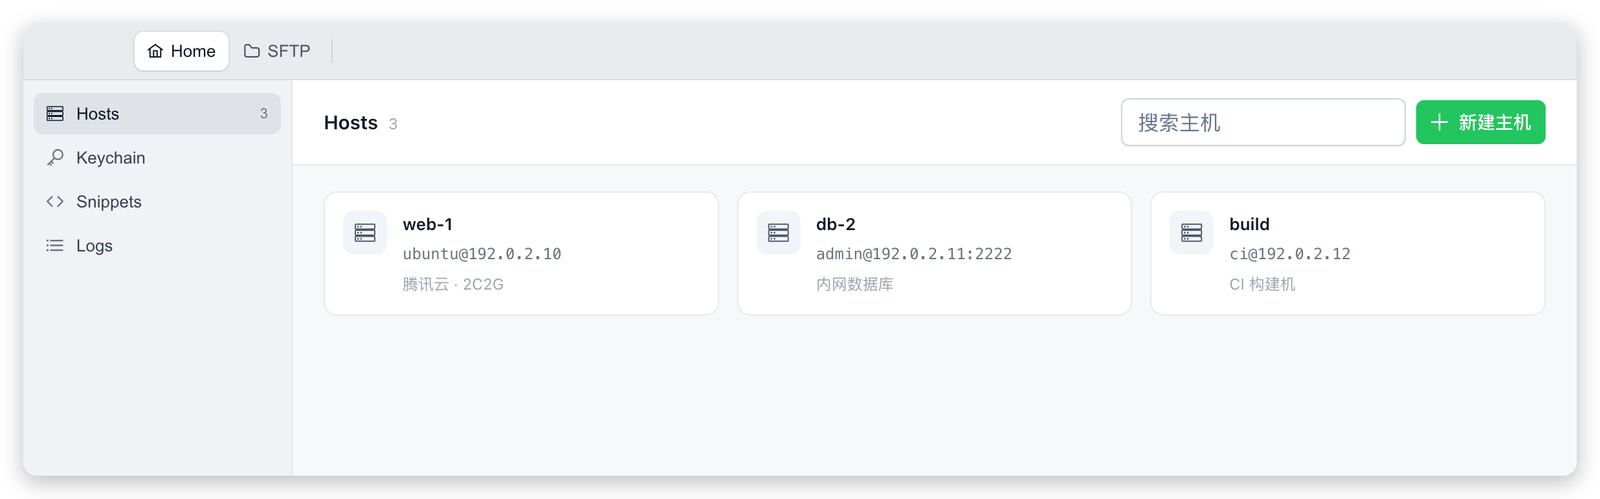 Home
SFTP
Hosts 3
Keychain
Snippets
Logs
Hosts 3
搜索主机
新建主机
web-1
ubuntu@192.0.2.10
腾讯云 · 2C2G
db-2
admin@192.0.2.11:2222
内网数据库
build
ci@192.0.2.12
CI 构建机